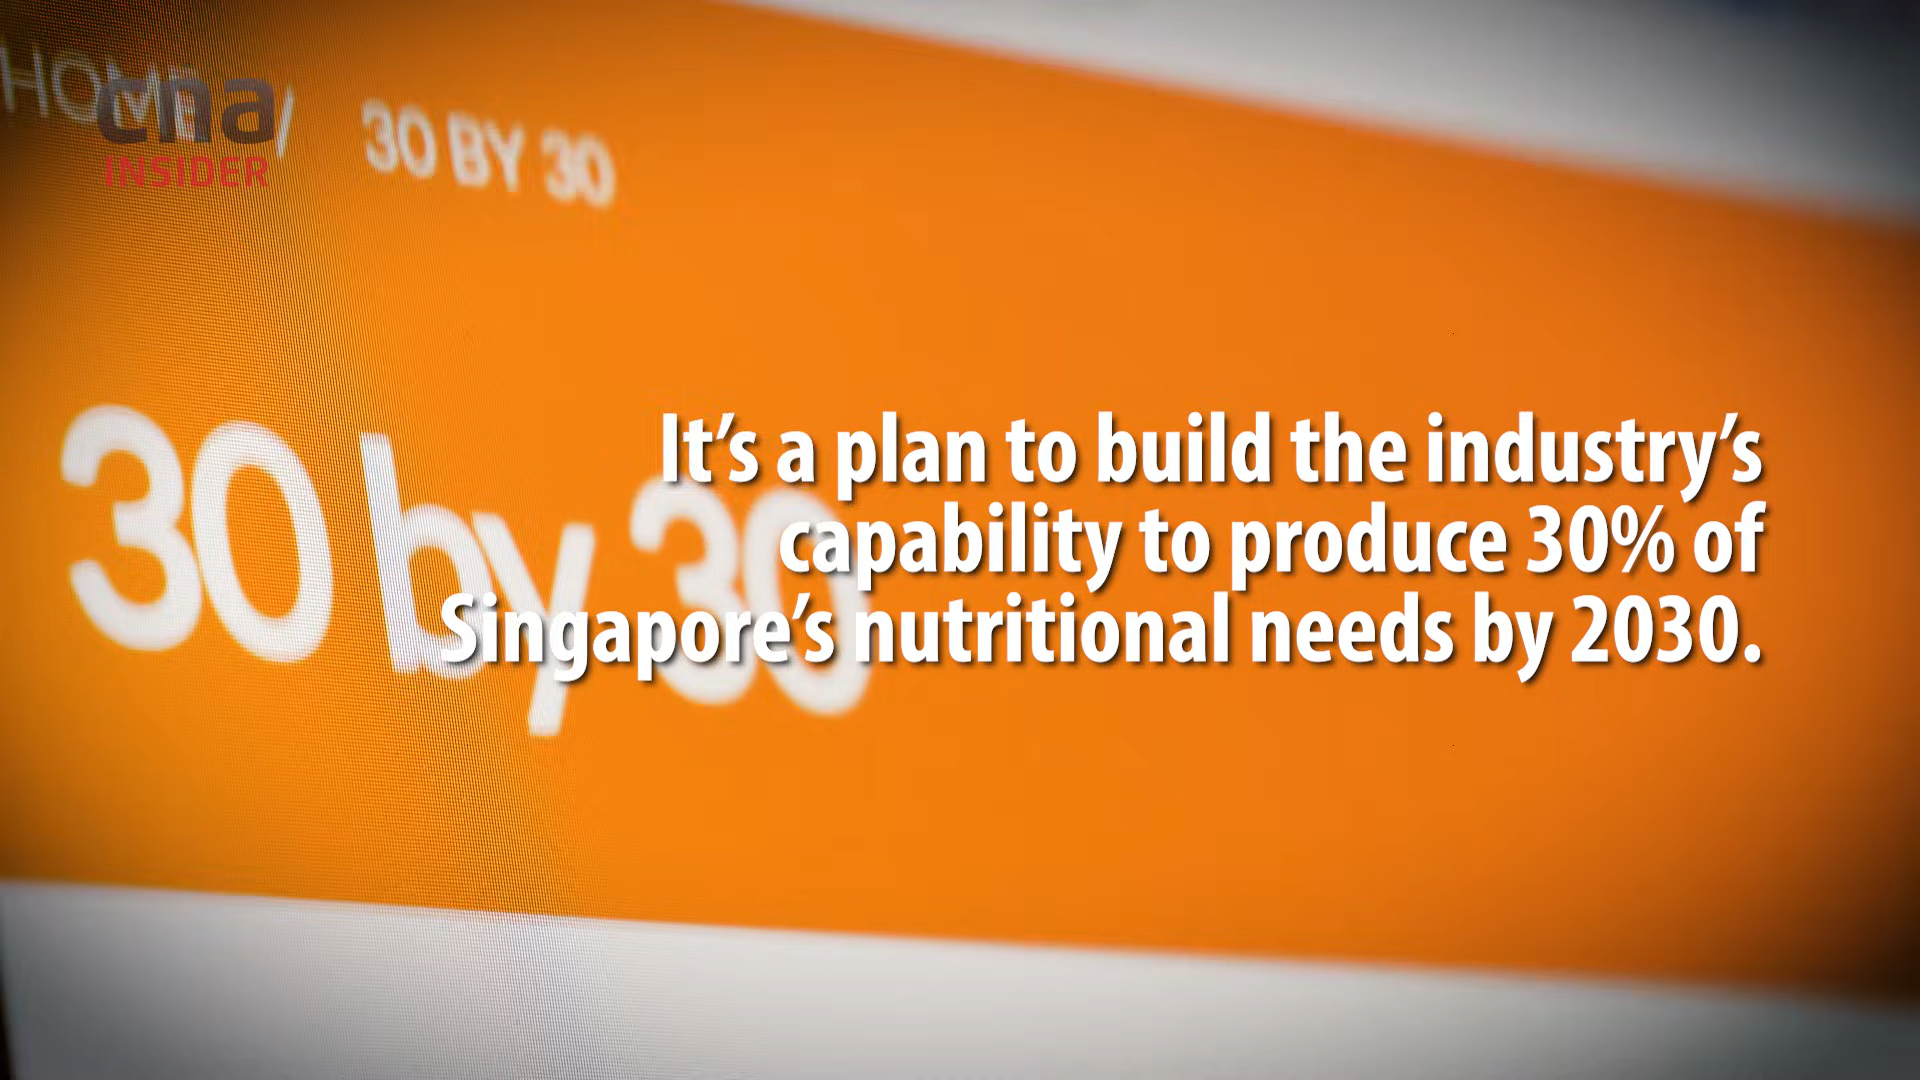 HOME / 30 BY 30
cna
INSIDER
30 by 30
It’s a plan to build the industry’s
capability to produce 30% of
Singapore’s nutritional needs by 2030.